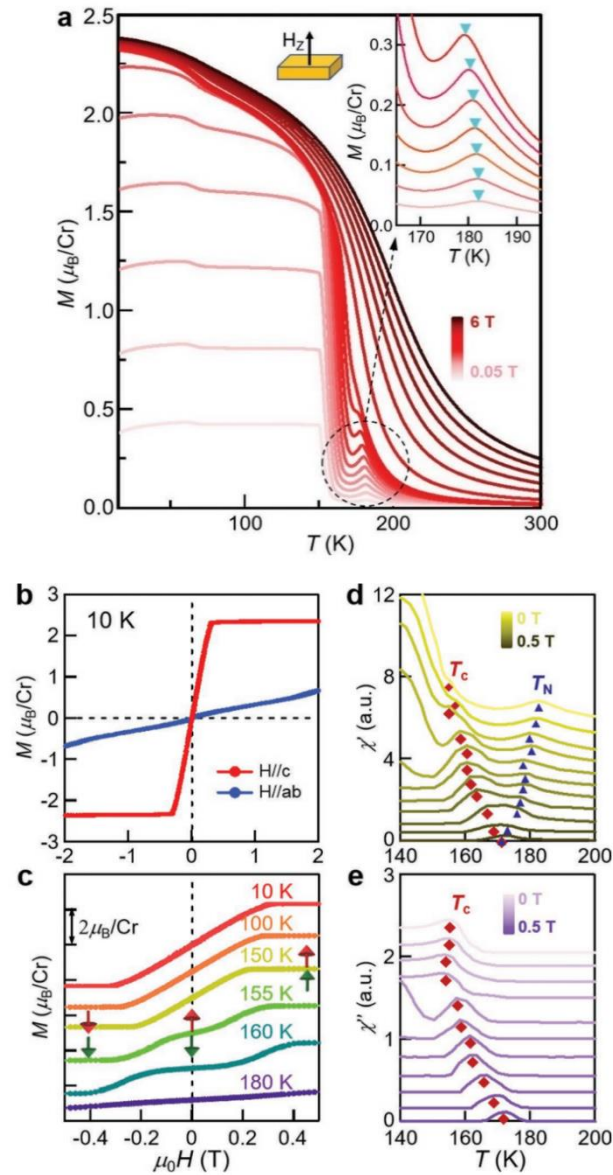 a
2.5
2.0
1.5
1.0
0.5
0.0
M (μB/Cr)
100
200
300
T (K)
Hz
0.3
0.2
0.1
0.0
M (μB/Cr)
170 180 190
T (K)
6 T
0.05 T
b
10 K
3
2
1
0
-1
-2
-3
M (μB/Cr)
H//c
H//ab
-2 -1 0 1 2
c
2μB/Cr
10 K
100 K
150 K
155 K
160 K
180 K
M (μB/Cr)
-0.4 -0.2 0.0 0.2 0.4
μ0H (T)
d
12
8
4
0
χ' (a.u.)
0 T
0.5 T
Tc
TN
140 160 180 200
e
3
2
1
0
χ'' (a.u.)
Tc
0 T
0.5 T
140 160 180 200
T (K)